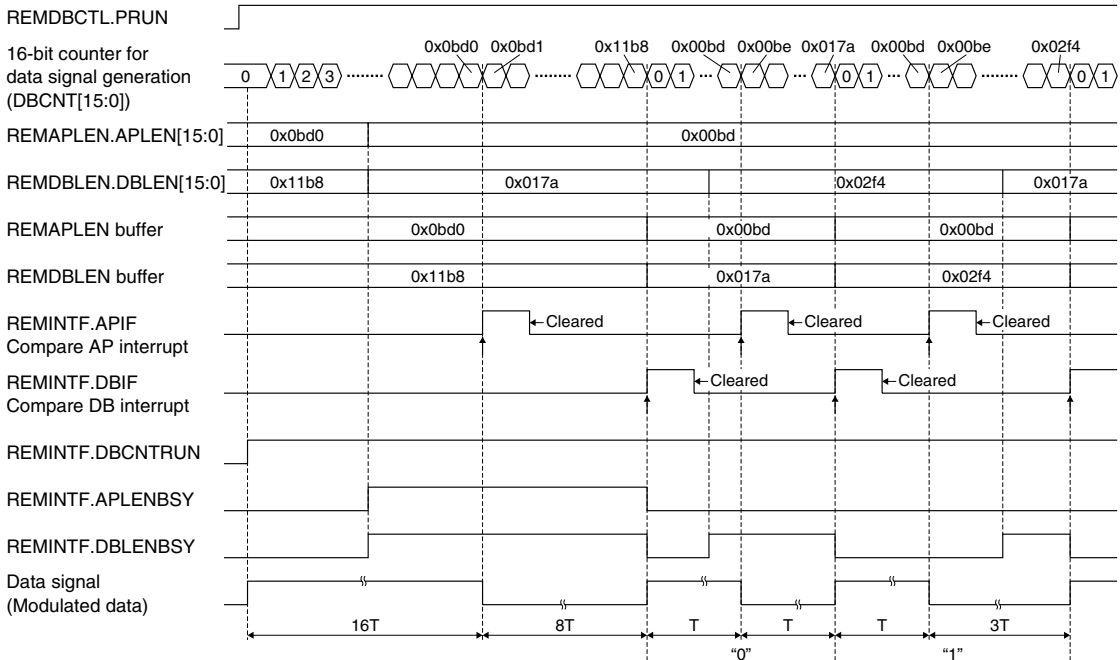 REMDBCTL.PRUN
16-bit counter for
data signal generation
(DBCNT[15:0])
0x0bd0 0x0bd1 0x11b8 0x00bd 0x00be 0x017a 0x00bd 0x00be 0x02f4
0 1 2 3 0 1 0 1 0 1
REMAPLEN.APLEN[15:0] 0x0bd0 0x00bd
REMDBLEN.DBLEN[15:0] 0x11b8 0x017a 0x02f4 0x017a
REMAPLEN buffer 0x0bd0 0x00bd 0x00bd
REMDBLEN buffer 0x11b8 0x017a 0x02f4
REMINTF.APIF
Compare AP interrupt
Cleared Cleared Cleared
REMINTF.DBIF
Compare DB interrupt
Cleared Cleared
REMINTF.DBCNTRUN
REMINTF.APLENBSY
REMINTF.DBLENBSY
Data signal
(Modulated data)
16T 8T T T T 3T
“0” “1”